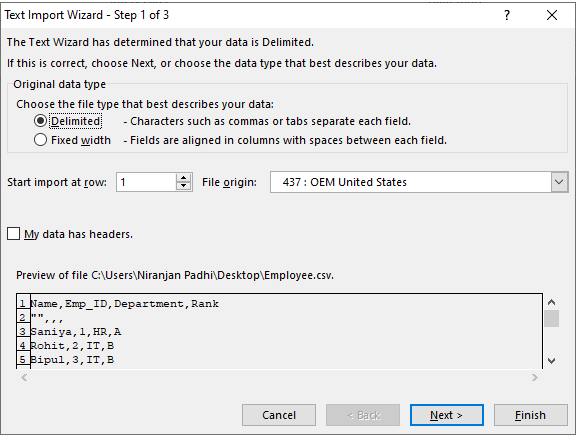 Text Import Wizard - Step 1 of 3 ?
The Text Wizard has determined that your data is Delimited.
If this is correct, choose Next, or choose the data type that best describes your data.
Original data type
Choose the file type that best describes your data:
Delimited - Characters such as commas or tabs separate each field.
Fixed width - Fields are aligned in columns with spaces between each field.
Start import at row: 1 File origin: 437 : OEM United States
My data has headers.
Preview of file C:\Users\Niranjan Padhi\Desktop\Employee.csv.
1 Name,Emp_ID,Department,Rank
2 "",,,
3 Saniya,1,HR,A
4 Rohit,2,IT,B
5 Bipul,3,IT,B
Cancel < Back Next > Finish